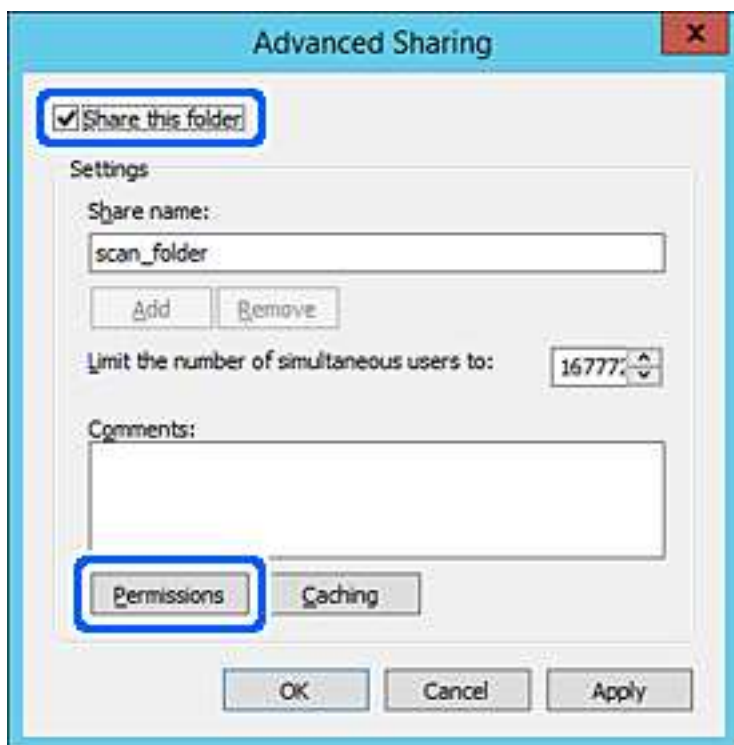 Advanced Sharing
Share this folder
Settings
Share name:
scan_folder
Add Remove
Limit the number of simultaneous users to:
Comments:
Permissions Caching
OK Cancel Apply